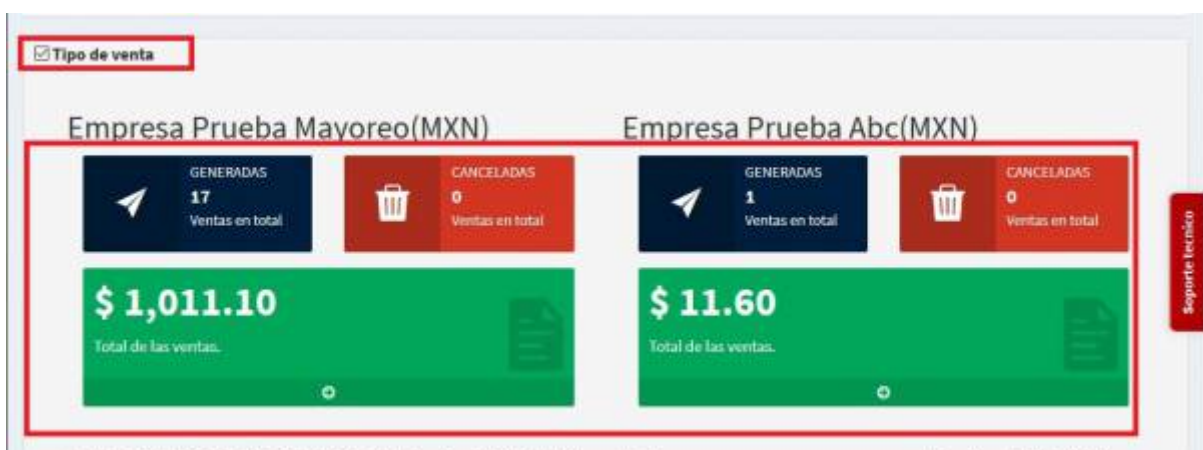 Tipo de venta
Empresa Prueba Mayoreo(MXN)
GENERADAS
17
Ventas en total
CANCELADAS
0
Ventas en total
$ 1,011.10
Total de las ventas.
Empresa Prueba Abc(MXN)
GENERADAS
1
Ventas en total
CANCELADAS
0
Ventas en total
$ 11.60
Total de las ventas.
Soporte tecnico